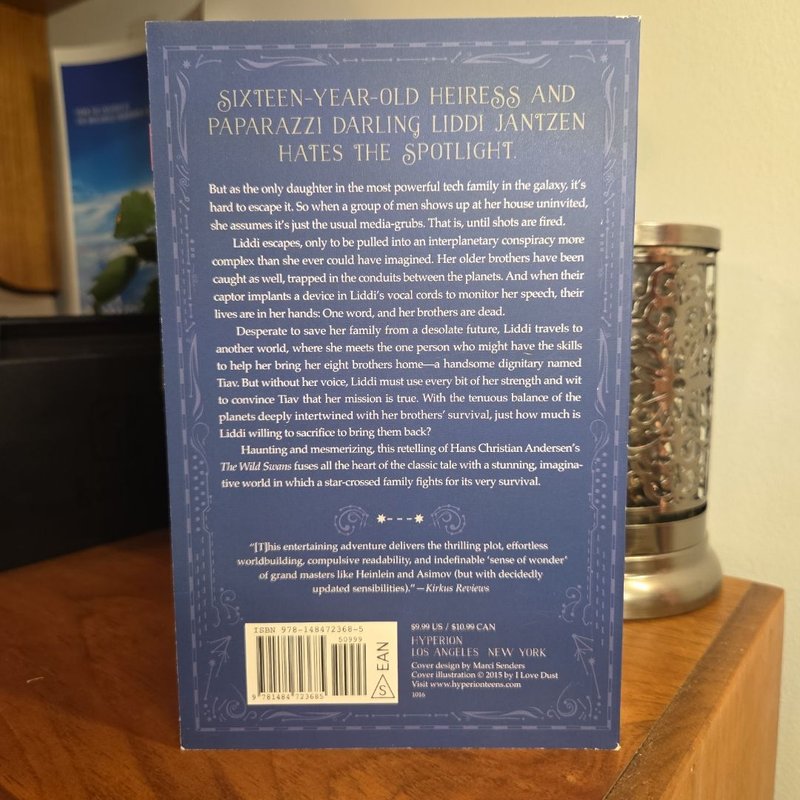 SIXTEEN-YEAR-OLD HEIRESS AND
PAPARAZZI DARLING LIDDI JANTZEN
HATES THE SPOTLIGHT.
But as the only daughter in the most powerful tech family in the galaxy, it's
hard to escape it. So when a group of men shows up at her house uninvited,
she assumes it's just the usual media-grubs. That is, until shots are fired.
Liddi escapes, only to be pulled into an interplanetary conspiracy more
complex than she ever could have imagined. Her older brothers have been
caught as well, trapped in the conduits between the planets. And when their
captor implants a device in Liddi's vocal cords to monitor her speech, their
lives are in her hands: One word, and her brothers are dead.
Desperate to save her family from a desolate future, Liddi travels to
another world, where she meets the one person who might have the skills
to help her bring her eight brothers home—a handsome dignitary named
Tiav. But without her voice, Liddi must use every bit of her strength and wit
to convince Tiav that her mission is true. With the tenuous balance of the
planets deeply intertwined with her brothers' survival, just how much is
Liddi willing to sacrifice to bring them back?
Haunting and mesmerizing, this retelling of Hans Christian Andersen's
The Wild Swans fuses all the heart of the classic tale with a stunning, imagina-
tive world in which a star-crossed family fights for its very survival.
"[T]his entertaining adventure delivers the thrilling plot, effortless
worldbuilding, compulsive readability, and indefinable 'sense of wonder'
of grand masters like Heinlein and Asimov (but with decidedly
updated sensibilities)." —Kirkus Reviews
ISBN 978-148472368-5
50999
9 781484 723685
S EAN
$9.99 US / $10.99 CAN
HYPERION
LOS ANGELES NEW YORK
Cover design by Marci Senders
Cover illustration © 2015 by I Love Dust
Visit www.hyperionteens.com
1016